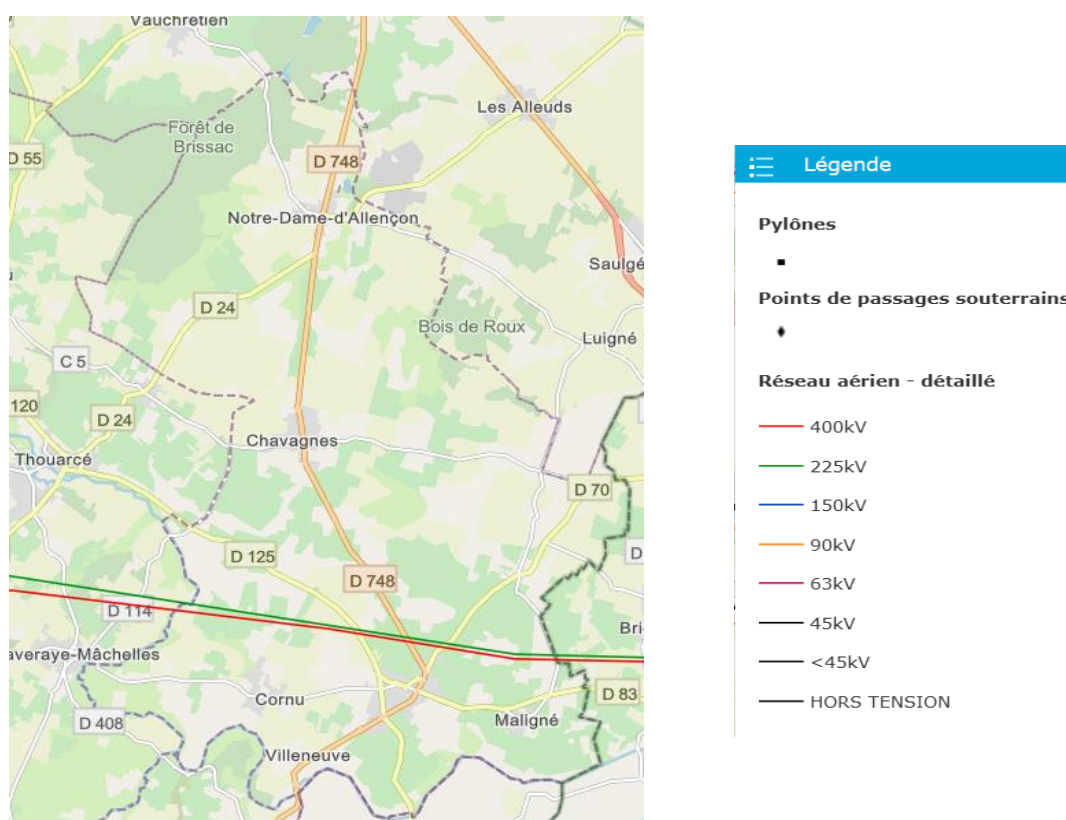 Vauchretien
Les Alleuds
Forêt de
Brissac
D 55
D 748
Notre-Dame-d'Allençon
Saulgé
D 24
Bois de Roux
Luigné
C 5
120
D 24
Chavagnes
Thouarcé
D 70
D 125
D
D 748
D 114
Bri
averaye-Mâchelles
Cornu
D 83
D 408
Maligné
Villeneuve
Légende
Pylônes
Points de passages souterrains
Réseau aérien - détaillé
400kV
225kV
150kV
90kV
63kV
45kV
<45kV
HORS TENSION